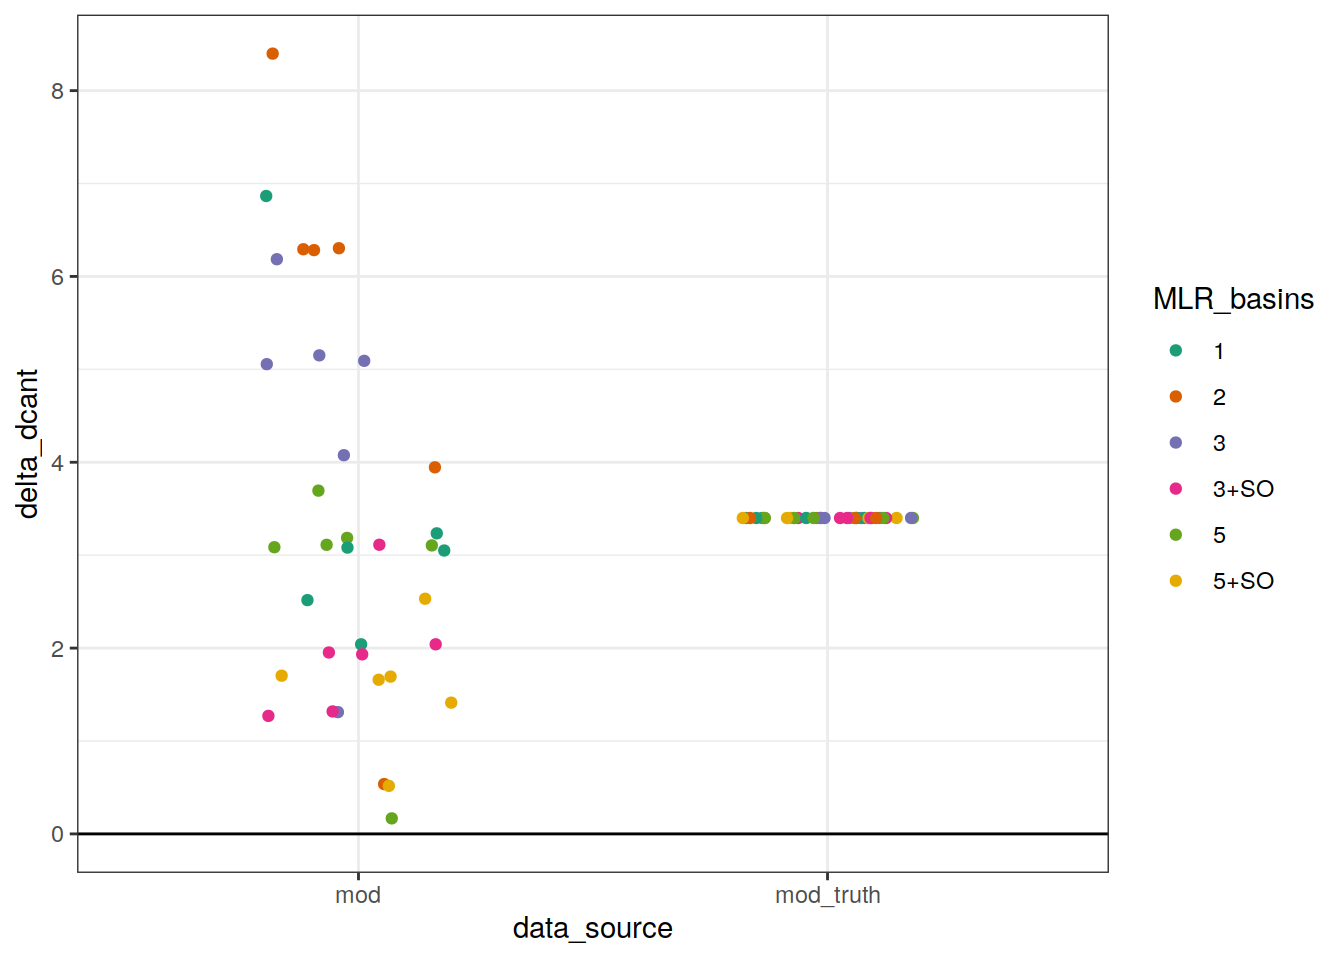 8
6
4
2
0
delta_dcant
mod
mod_truth
data_source
MLR_basins
1
2
3
3+SO
5
5+SO